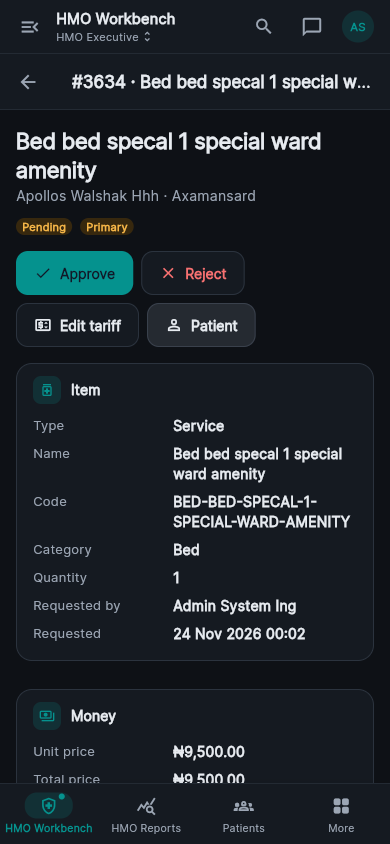 HMO Workbench
HMO Executive
AS
#3634 · Bed bed specal 1 special w...
Bed bed specal 1 special ward
amenity
Apollos Walshak Hhh · Axamansard
Pending Primary
Approve Reject
Edit tariff Patient
Item
Type Service
Name Bed bed specal 1 special
ward amenity
Code BED-BED-SPECAL-1-
SPECIAL-WARD-AMENITY
Category Bed
Quantity 1
Requested by Admin System Ing
Requested 24 Nov 2026 00:02
Money
Unit price ₦9,500.00
Total price ₦9,500.00
HMO Workbench HMO Reports Patients More